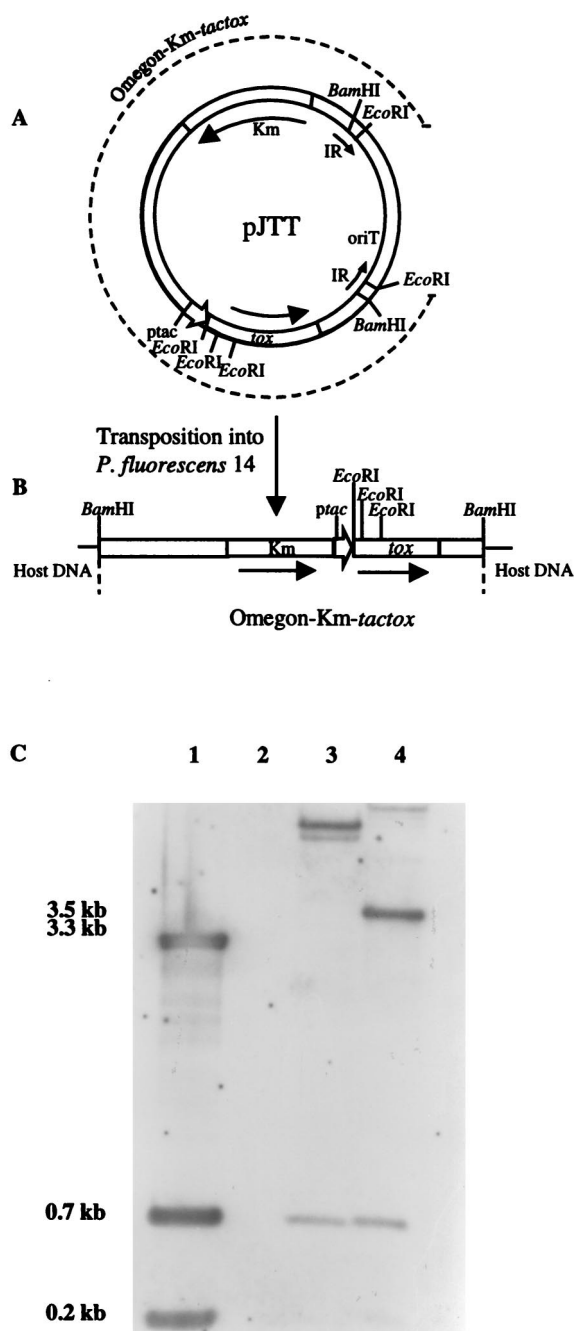 Omegon-Km-tactox
A
BamHI
EcoRI
Km
IR
pJTT
oriT
IR
EcoRI
BamHI
ptac
EcoRI
EcoRI
EcoRI
tox
Transposition into
P. fluorescens 14
B
BamHI
ptac
EcoRI
EcoRI
EcoRI
BamHI
Km
tox
Host DNA
Host DNA
Omegon-Km-tactox
C
1 2 3 4
3.5 kb
3.3 kb
0.7 kb
0.2 kb